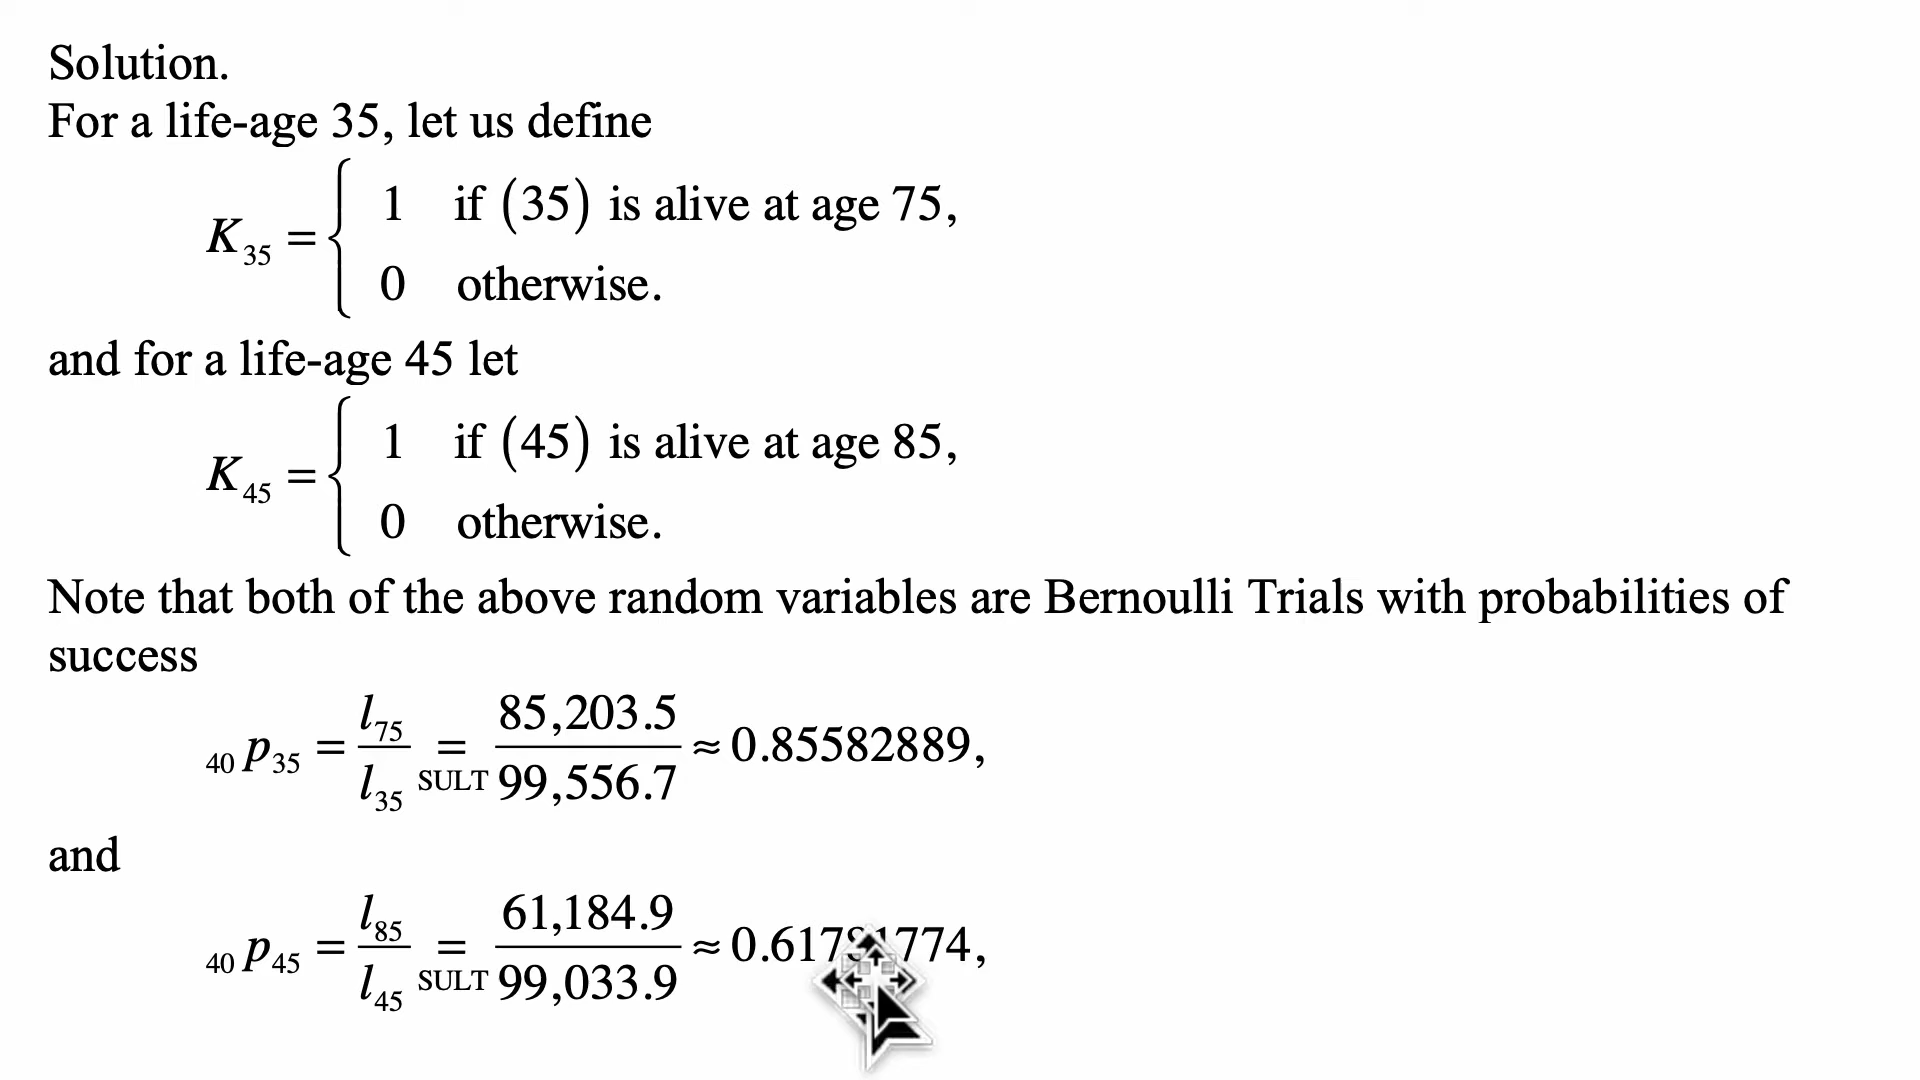 Solution.
For a life-age 35, let us define
K₃₅ = { 1 if (35) is alive at age 75,
0 otherwise.
and for a life-age 45 let
K₄₅ = { 1 if (45) is alive at age 85,
0 otherwise.
Note that both of the above random variables are Bernoulli Trials with probabilities of
success
₄₀p₃₅ = l₇₅/l₃₅ =SULT 85,203.5/99,556.7 ≈ 0.85582889,
and
₄₀p₄₅ = l₈₅/l₄₅ =SULT 61,184.9/99,033.9 ≈